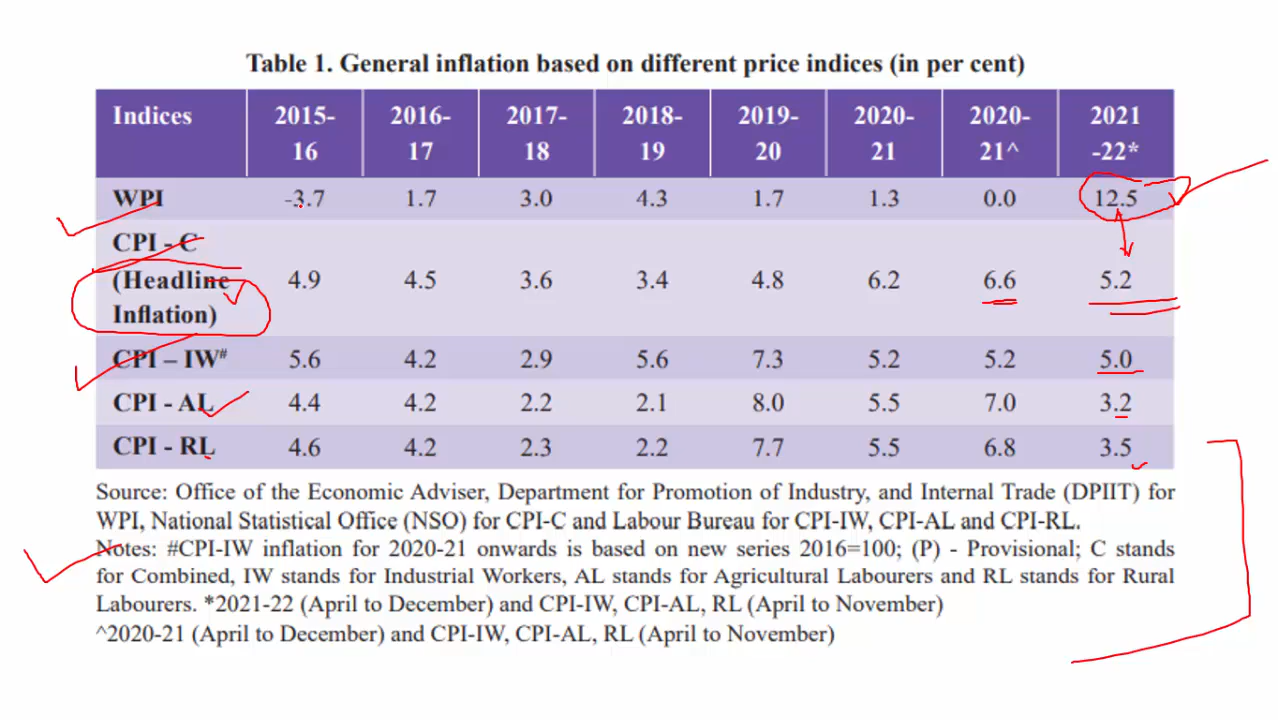 Table 1. General inflation based on different price indices (in per cent)
Indices 2015-16 2016-17 2017-18 2018-19 2019-20 2020-21 2020-21^ 2021-22*
WPI -3.7 1.7 3.0 4.3 1.7 1.3 0.0 12.5
CPI - C
(Headline 4.9 4.5 3.6 3.4 4.8 6.2 6.6 5.2
Inflation)
CPI – IW# 5.6 4.2 2.9 5.6 7.3 5.2 5.2 5.0
CPI - AL 4.4 4.2 2.2 2.1 8.0 5.5 7.0 3.2
CPI - RL 4.6 4.2 2.3 2.2 7.7 5.5 6.8 3.5
Source: Office of the Economic Adviser, Department for Promotion of Industry, and Internal Trade (DPIIT) for
WPI, National Statistical Office (NSO) for CPI-C and Labour Bureau for CPI-IW, CPI-AL and CPI-RL.
Notes: #CPI-IW inflation for 2020-21 onwards is based on new series 2016=100; (P) - Provisional; C stands
for Combined, IW stands for Industrial Workers, AL stands for Agricultural Labourers and RL stands for Rural
Labourers. *2021-22 (April to December) and CPI-IW, CPI-AL, RL (April to November)
^2020-21 (April to December) and CPI-IW, CPI-AL, RL (April to November)